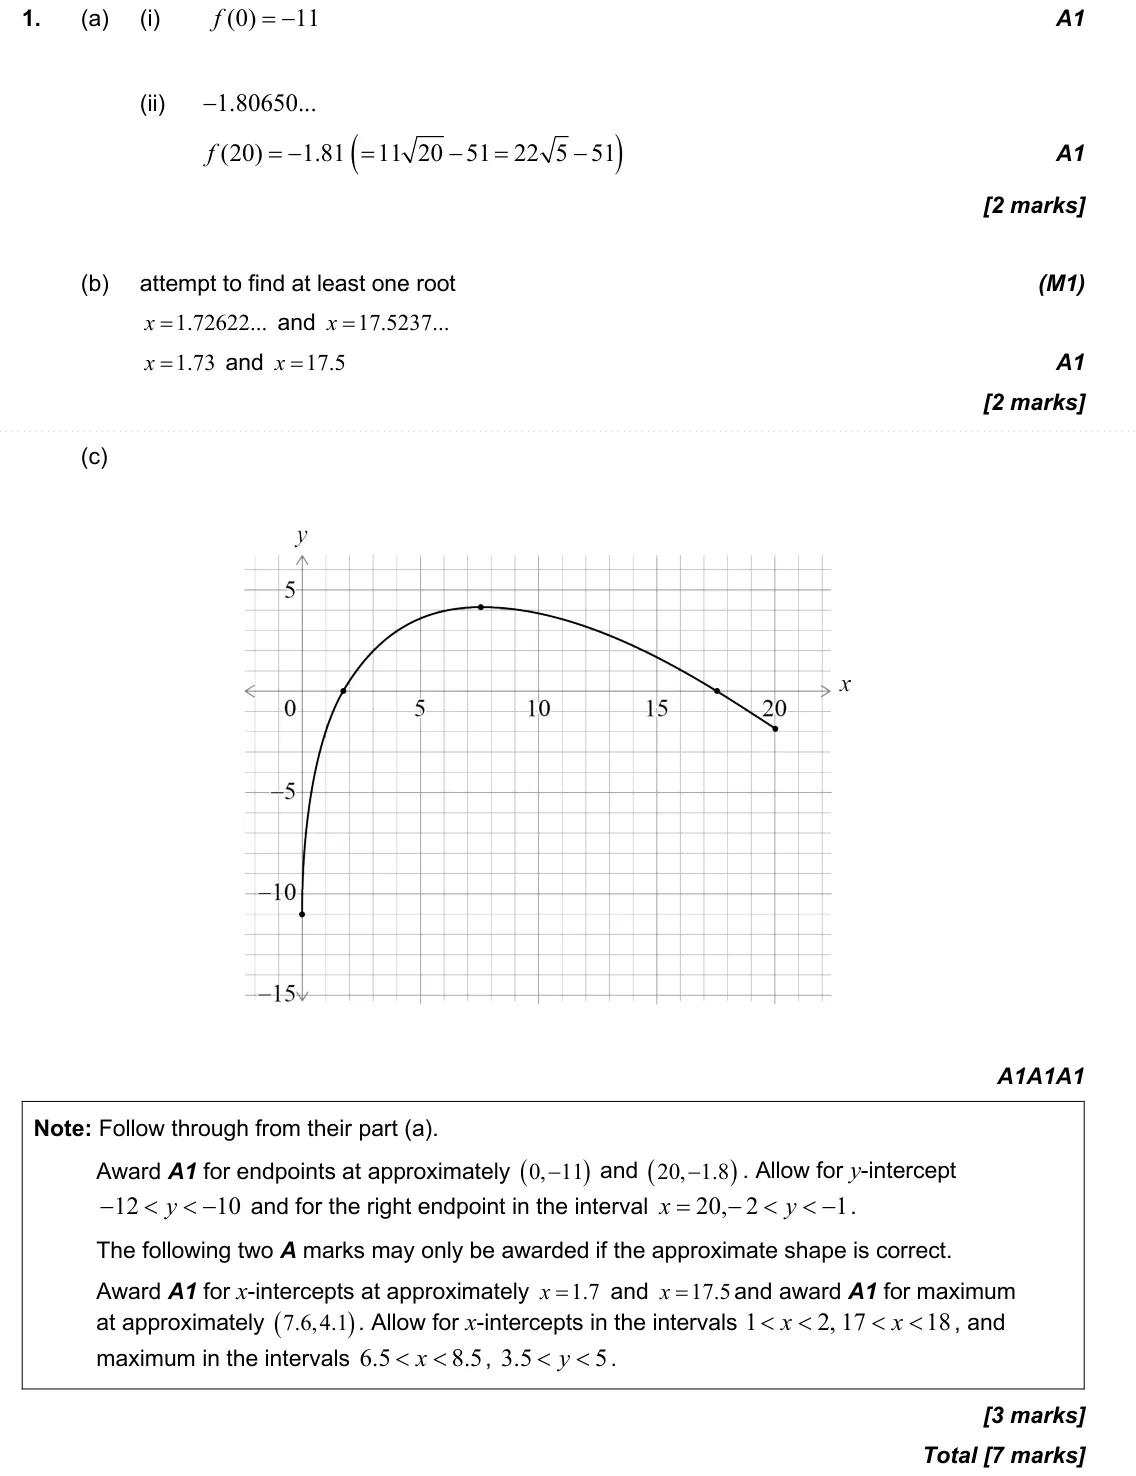 1. (a) (i) f(0) = −11 A1
(ii) −1.80650...
f(20) = −1.81 (= 11√20 − 51 = 22√5 − 51) A1
[2 marks]
(b) attempt to find at least one root (M1)
x = 1.72622... and x = 17.5237...
x = 1.73 and x = 17.5 A1
[2 marks]
(c)
y
5
x
0 5 10 15 20
−5
−10
−15
A1A1A1
Note: Follow through from their part (a).
Award A1 for endpoints at approximately (0,−11) and (20,−1.8). Allow for y-intercept
−12 < y < −10 and for the right endpoint in the interval x = 20,−2 < y < −1.
The following two A marks may only be awarded if the approximate shape is correct.
Award A1 for x-intercepts at approximately x = 1.7 and x = 17.5 and award A1 for maximum
at approximately (7.6,4.1). Allow for x-intercepts in the intervals 1 < x < 2, 17 < x < 18, and
maximum in the intervals 6.5 < x < 8.5, 3.5 < y < 5.
[3 marks]
Total [7 marks]